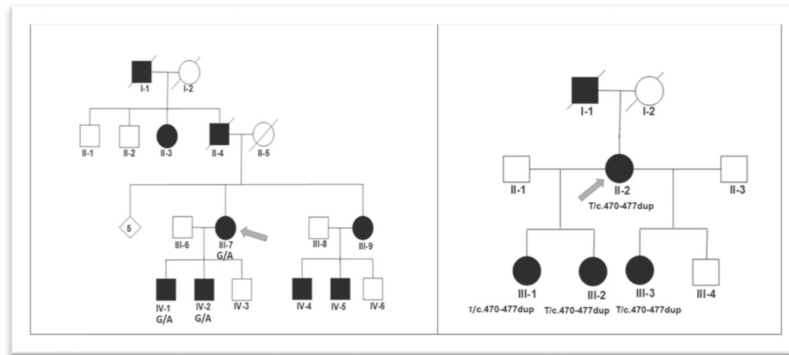 I-1 I-2
II-1 II-2 II-3 II-4 II-5
5
III-6 III-7 III-8 III-9
G/A
IV-1 IV-2 IV-3 IV-4 IV-5 IV-6
G/A G/A
I-1 I-2
II-1 II-2 II-3
T/c.470-477dup
III-1 III-2 III-3 III-4
T/c.470-477dup T/c.470-477dup T/c.470-477dup